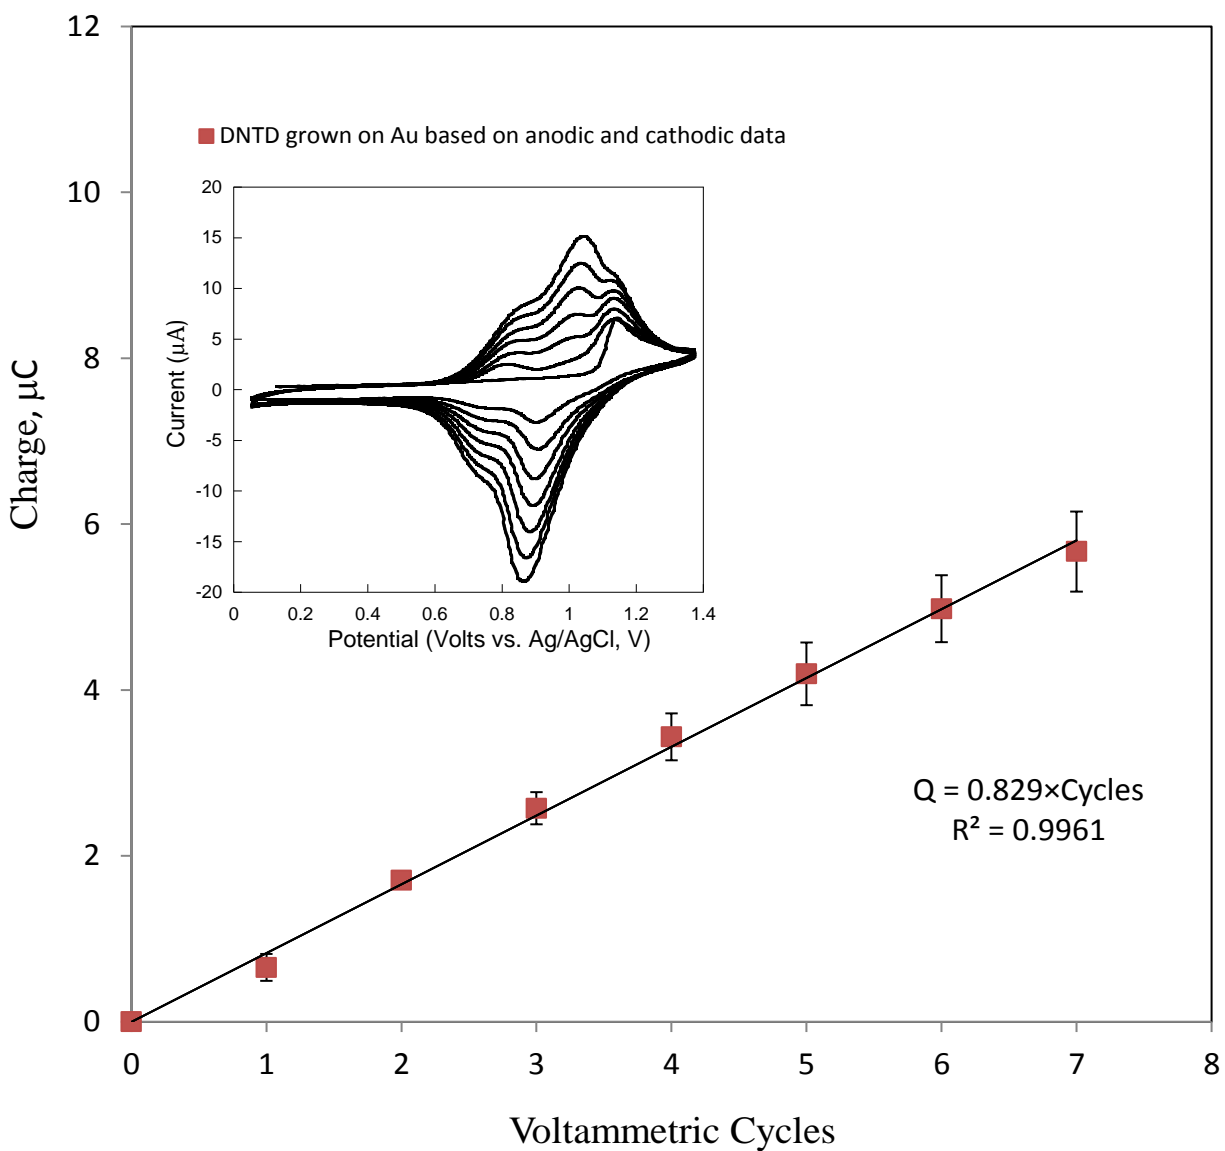 12
10
8
6
4
2
0
Charge, µC
DNTD grown on Au based on anodic and cathodic data
20
15
10
5
0
-5
-10
-15
-20
Current (µA)
0 0.2 0.4 0.6 0.8 1 1.2 1.4
Potential (Volts vs. Ag/AgCl, V)
Q = 0.829×Cycles
R² = 0.9961
0 1 2 3 4 5 6 7 8
Voltammetric Cycles